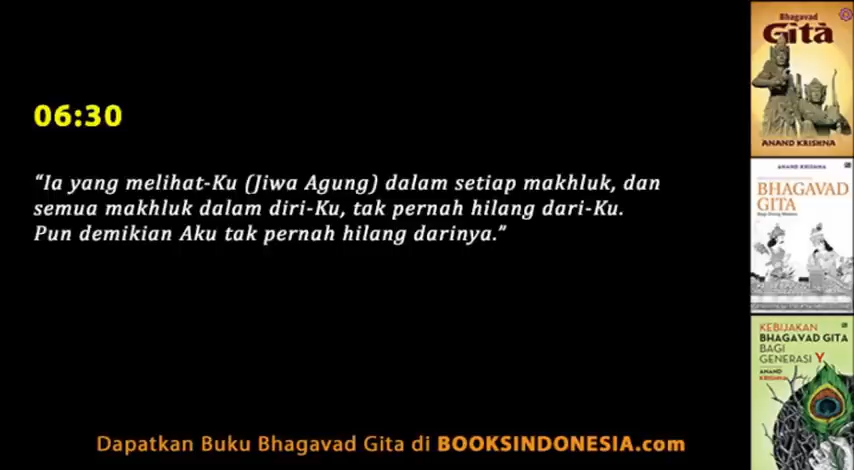 06:30
“Ia yang melihat-Ku (Jiwa Agung) dalam setiap makhluk, dan
semua makhluk dalam diri-Ku, tak pernah hilang dari-Ku.
Pun demikian Aku tak pernah hilang darinya.”
Dapatkan Buku Bhagavad Gita di BOOKSINDONESIA.com
Bhagavad
Gitā
ANAND KRISHNA
ANAND KRISHNA
BHAGAVAD
GITA
KEBIJAKAN
BHAGAVAD GITA
BAGI
GENERASI Y
ANAND
KRISHNA